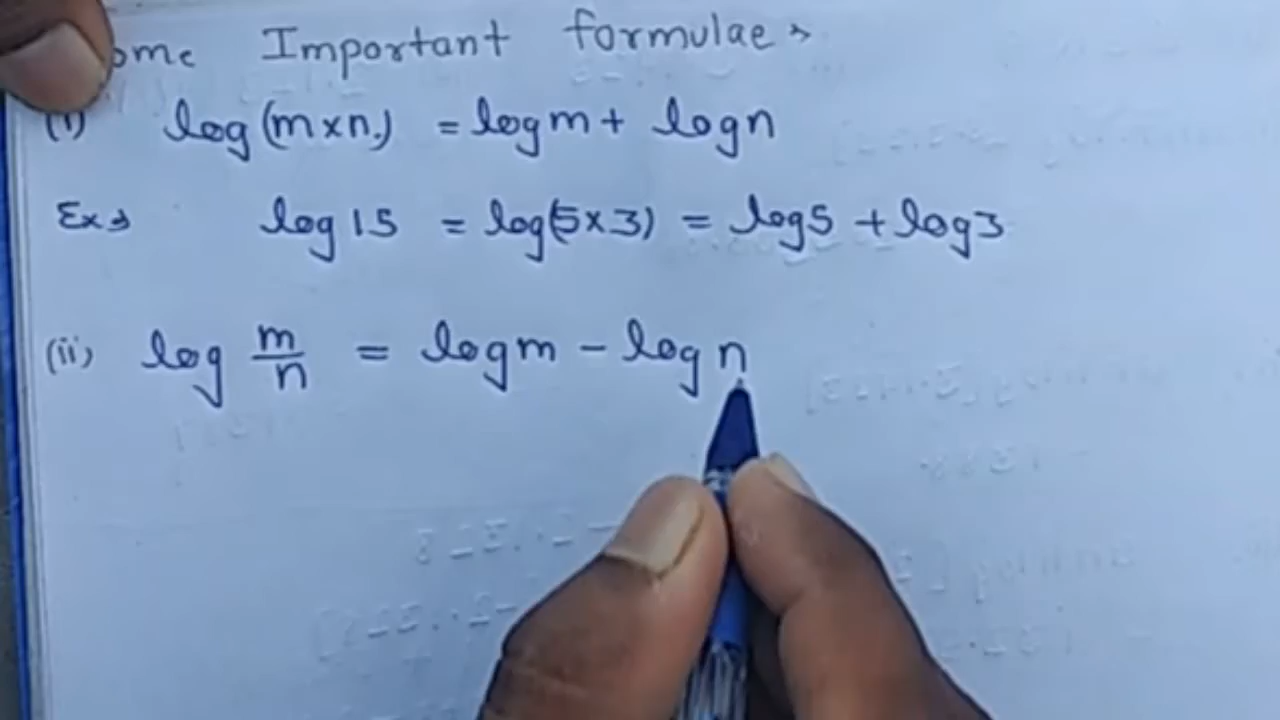 Important formulae
(i) log (m×n) = log m + log n
Ex log 15 = log(5×3) = log 5 + log 3
(ii) log m/n = log m - log n